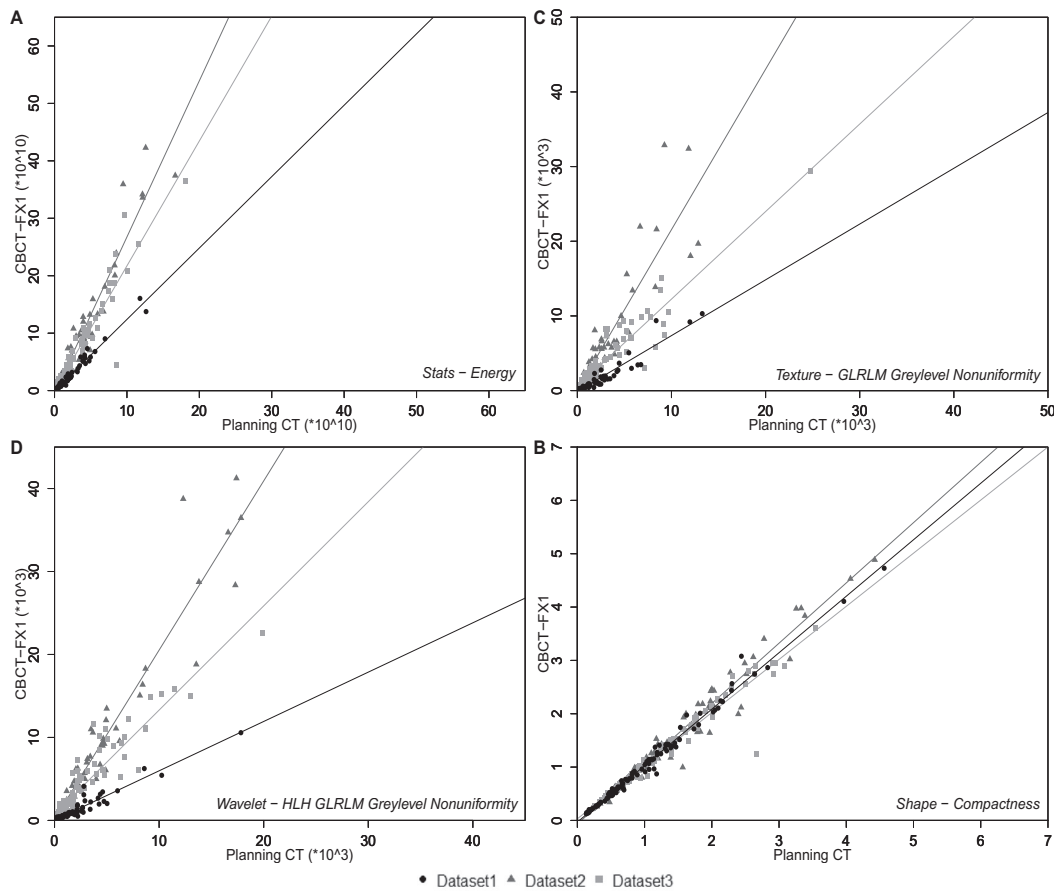 A
CBCT−FX1 (*10^10)
60
50
40
30
20
10
0
0 10 20 30 40 50 60
Stats − Energy
Planning CT (*10^10)
C
CBCT−FX1 (*10^3)
50
40
30
20
10
0
0 10 20 30 40 50
Texture − GLRLM Greylevel Nonuniformity
Planning CT (*10^3)
D
CBCT−FX1 (*10^3)
40
30
20
10
0
0 10 20 30 40
Wavelet − HLH GLRLM Greylevel Nonuniformity
Planning CT (*10^3)
B
CBCT−FX1
7
6
5
4
3
2
1
0
0 1 2 3 4 5 6 7
Shape − Compactness
Planning CT
Dataset1 Dataset2 Dataset3